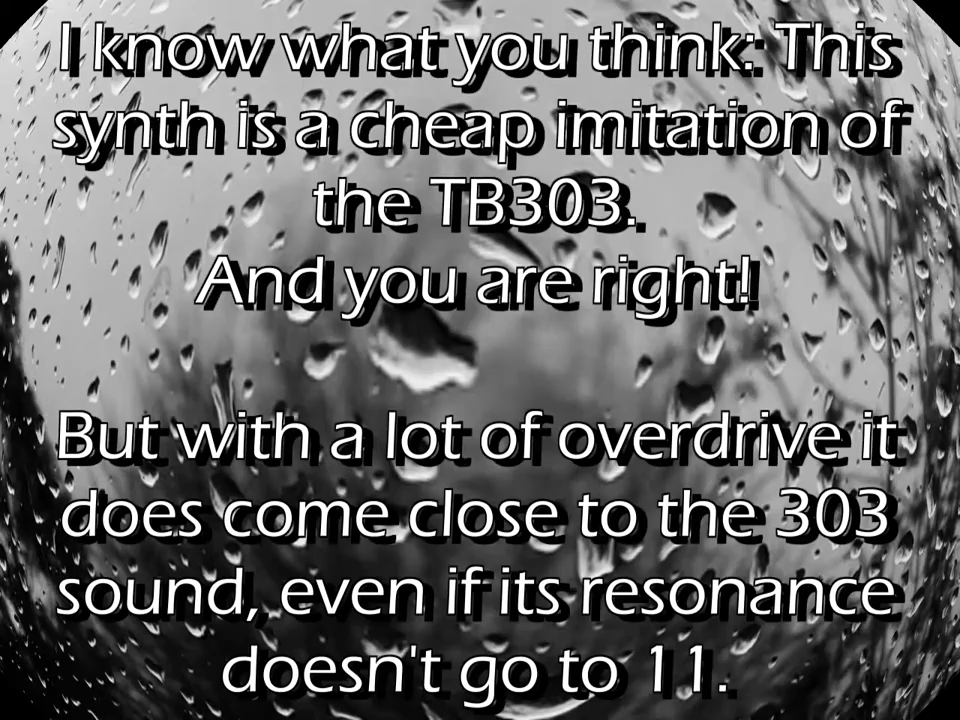 I know what you think: This
synth is a cheap imitation of
the TB303.
And you are right!
But with a lot of overdrive it
does come close to the 303
sound, even if its resonance
doesn't go to 11.